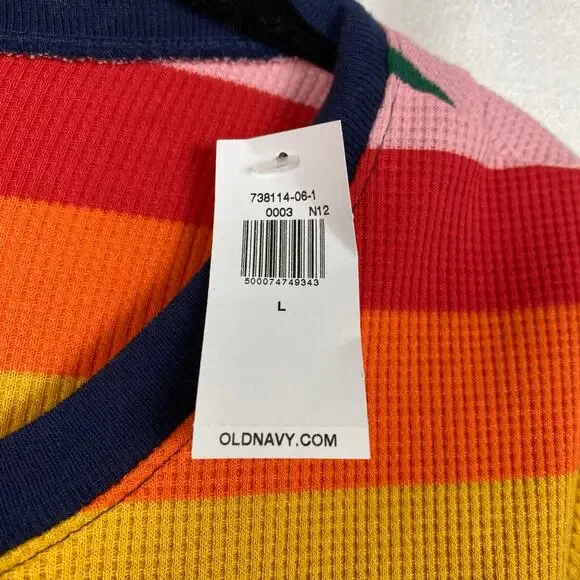 738114-06-1
0003 N12
500074749343
L
OLDNAVY.COM